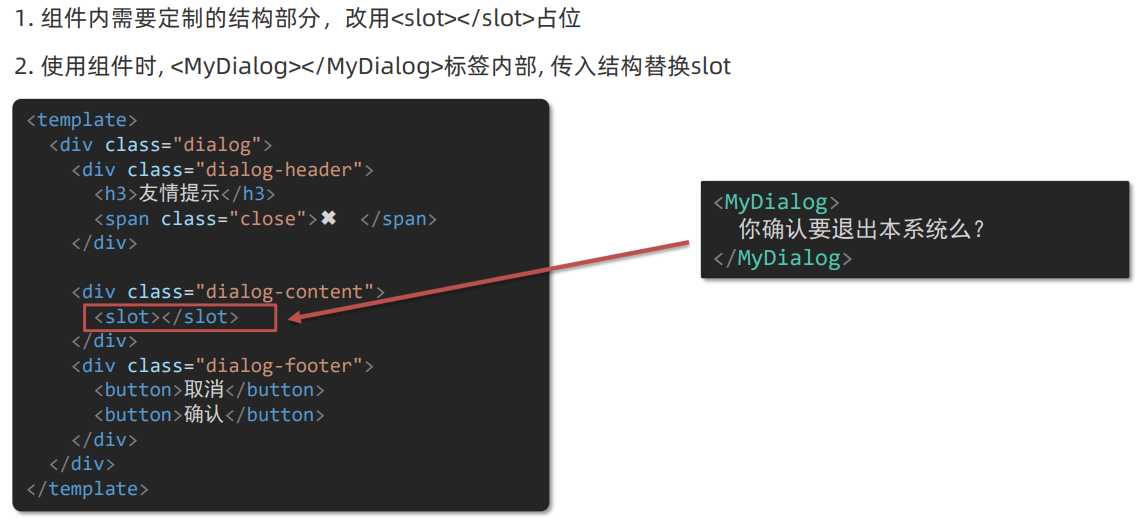 1. 组件内需要定制的结构部分，改用<slot></slot>占位
2. 使用组件时, <MyDialog></MyDialog>标签内部, 传入结构替换slot
<template>
<div class="dialog">
<div class="dialog-header">
<h3>友情提示</h3>
<span class="close">✖ </span>
</div>
<div class="dialog-content">
<slot></slot>
</div>
<div class="dialog-footer">
<button>取消</button>
<button>确认</button>
</div>
</div>
</template>
<MyDialog>
你确认要退出本系统么？
</MyDialog>